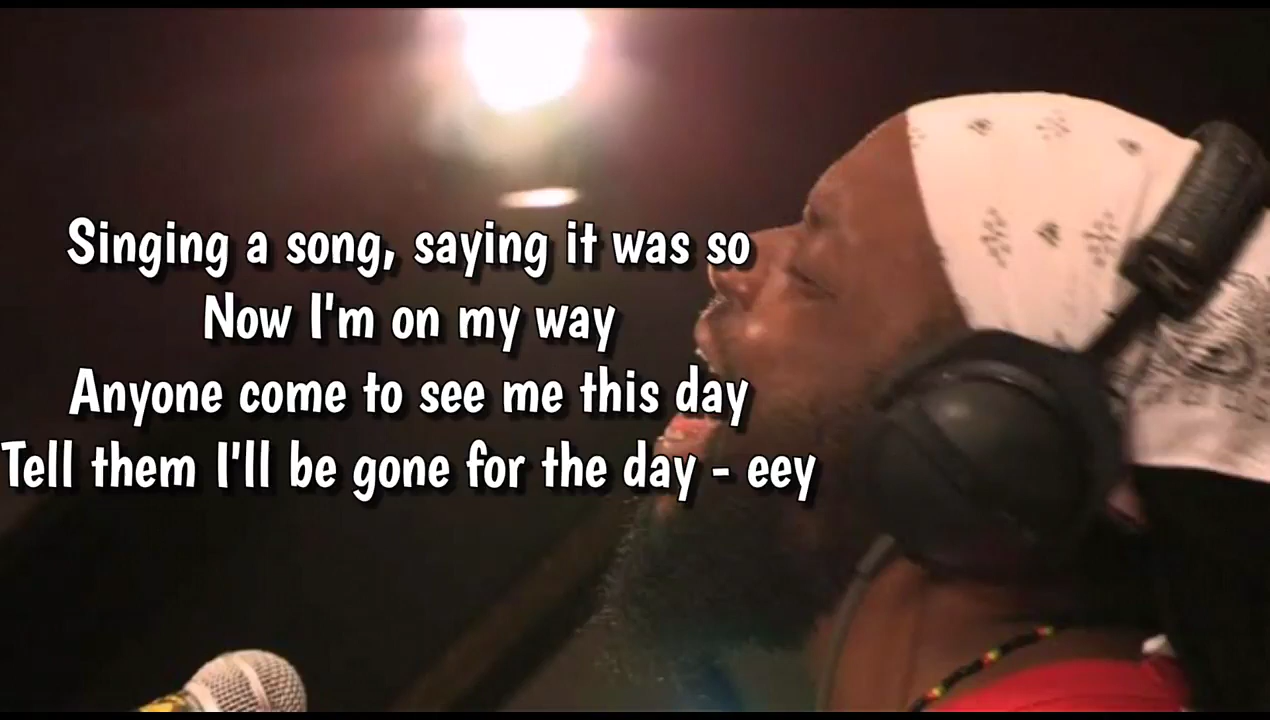 Singing a song, saying it was so
Now I'm on my way
Anyone come to see me this day
Tell them I'll be gone for the day - eey